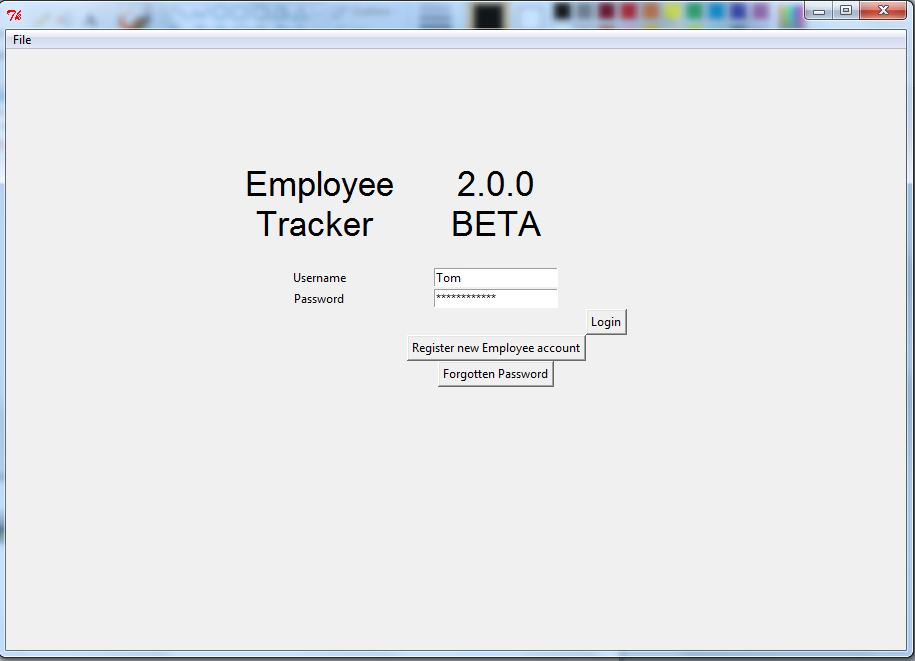 File
Employee 2.0.0
Tracker BETA
Username Tom
Password ************
Login
Register new Employee account
Forgotten Password